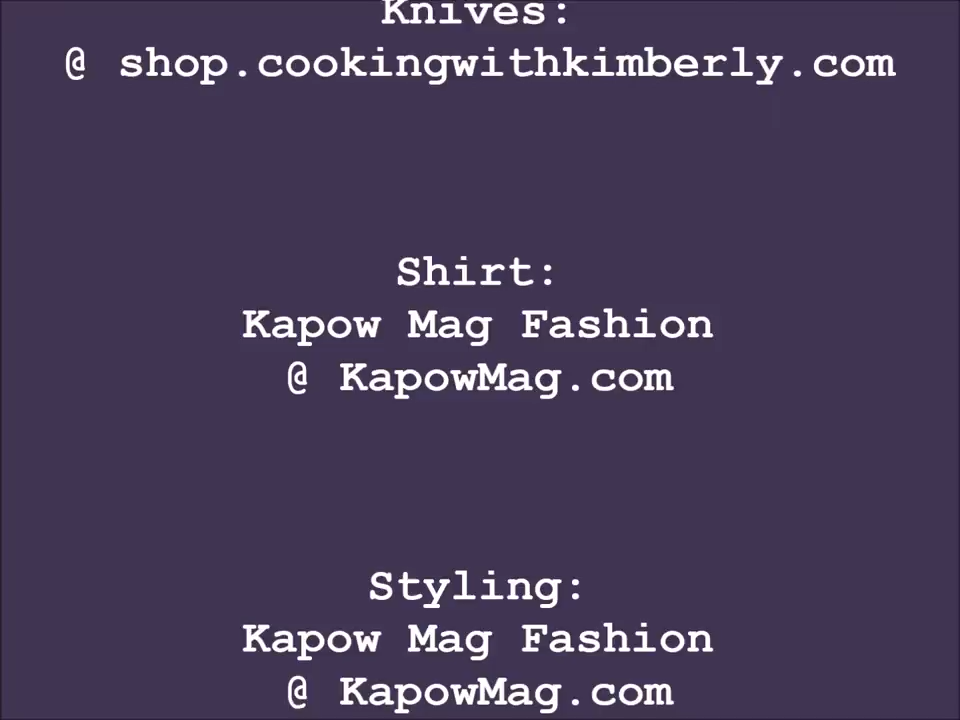 Knives:
@ shop.cookingwithkimberly.com
Shirt:
Kapow Mag Fashion
@ KapowMag.com
Styling:
Kapow Mag Fashion
@ KapowMag.com